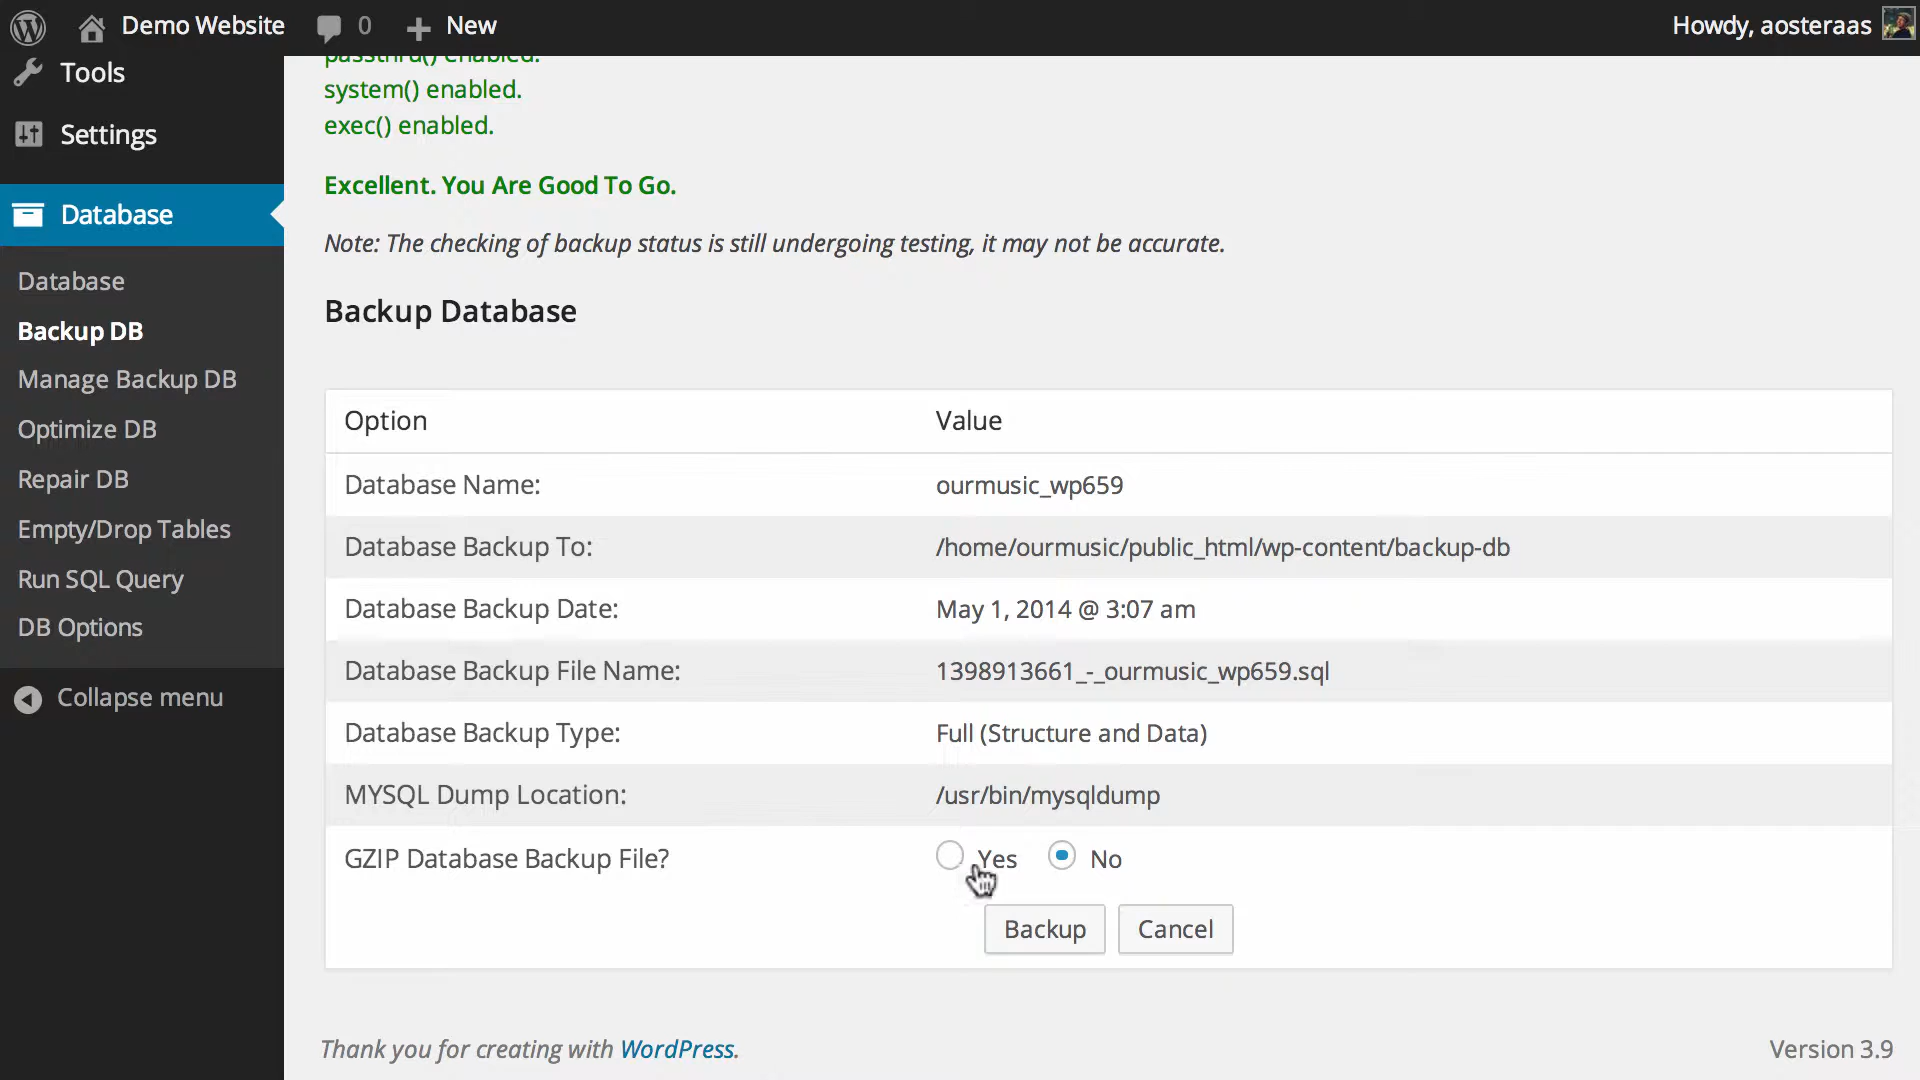 Demo Website 0 New Howdy, aosteraas
Tools
Settings
Database
Database
Backup DB
Manage Backup DB
Optimize DB
Repair DB
Empty/Drop Tables
Run SQL Query
DB Options
Collapse menu
passthru() enabled.
system() enabled.
exec() enabled.
Excellent. You Are Good To Go.
Note: The checking of backup status is still undergoing testing, it may not be accurate.
Backup Database
Option Value
Database Name: ourmusic_wp659
Database Backup To: /home/ourmusic/public_html/wp-content/backup-db
Database Backup Date: May 1, 2014 @ 3:07 am
Database Backup File Name: 1398913661_-_ourmusic_wp659.sql
Database Backup Type: Full (Structure and Data)
MYSQL Dump Location: /usr/bin/mysqldump
GZIP Database Backup File? Yes No
Backup Cancel
Thank you for creating with WordPress. Version 3.9